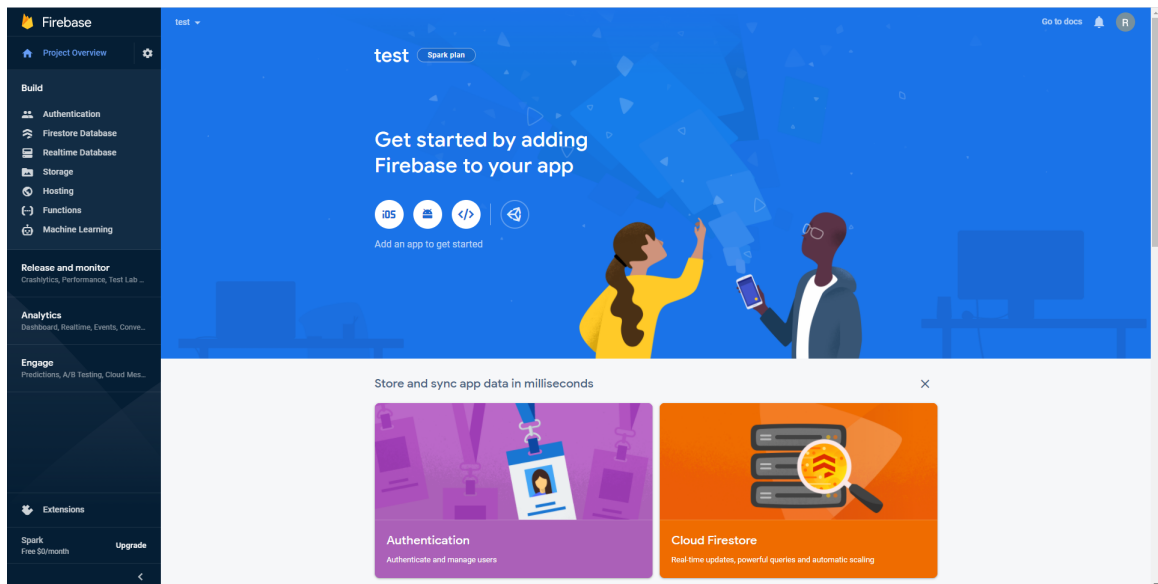 Firebase
Project Overview
Build
Authentication
Firestore Database
Realtime Database
Storage
Hosting
Functions
Machine Learning
Release and monitor
Crashlytics, Performance, Test Lab ...
Analytics
Dashboard, Realtime, Events, Conve...
Engage
Predictions, A/B Testing, Cloud Mes...
Extensions
Spark
Free $0/month
Upgrade
test
Go to docs
R
test
Spark plan
Get started by adding
Firebase to your app
iOS
Add an app to get started
Store and sync app data in milliseconds
Authentication
Authenticate and manage users
Cloud Firestore
Real-time updates, powerful queries and automatic scaling